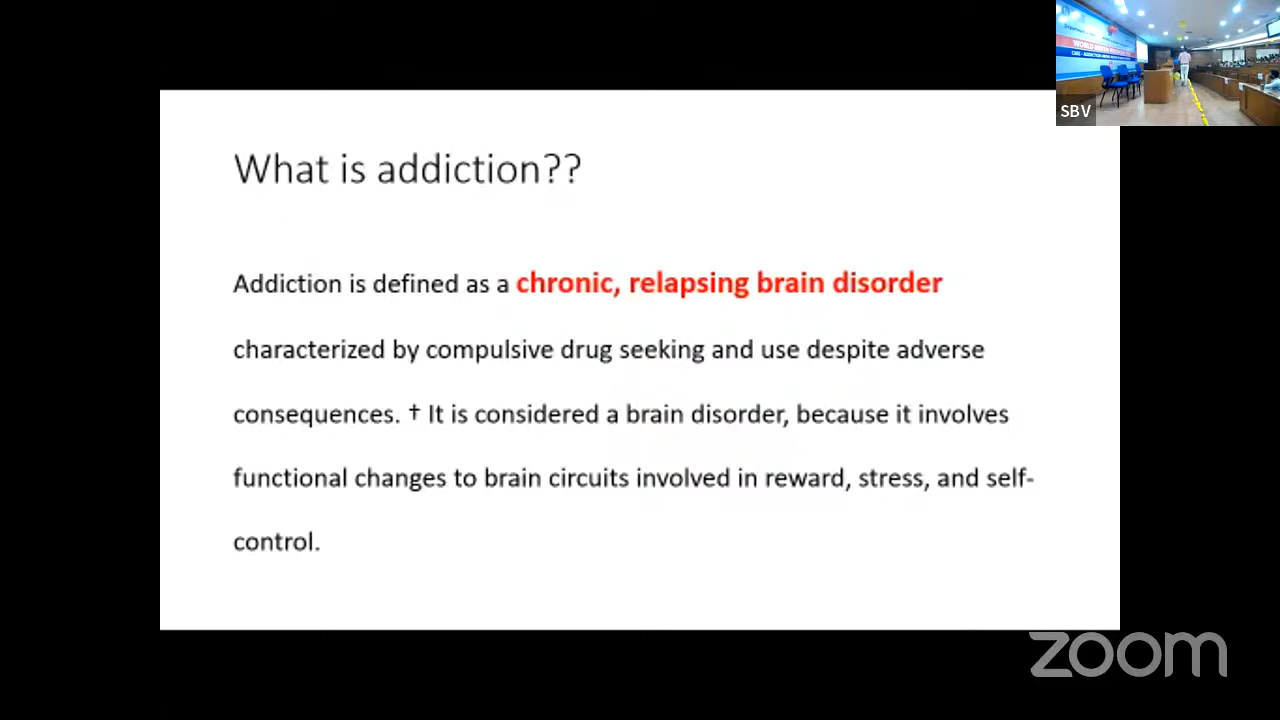 What is addiction??
Addiction is defined as a chronic, relapsing brain disorder
characterized by compulsive drug seeking and use despite adverse
consequences. † It is considered a brain disorder, because it involves
functional changes to brain circuits involved in reward, stress, and self-
control.
SBV
zoom